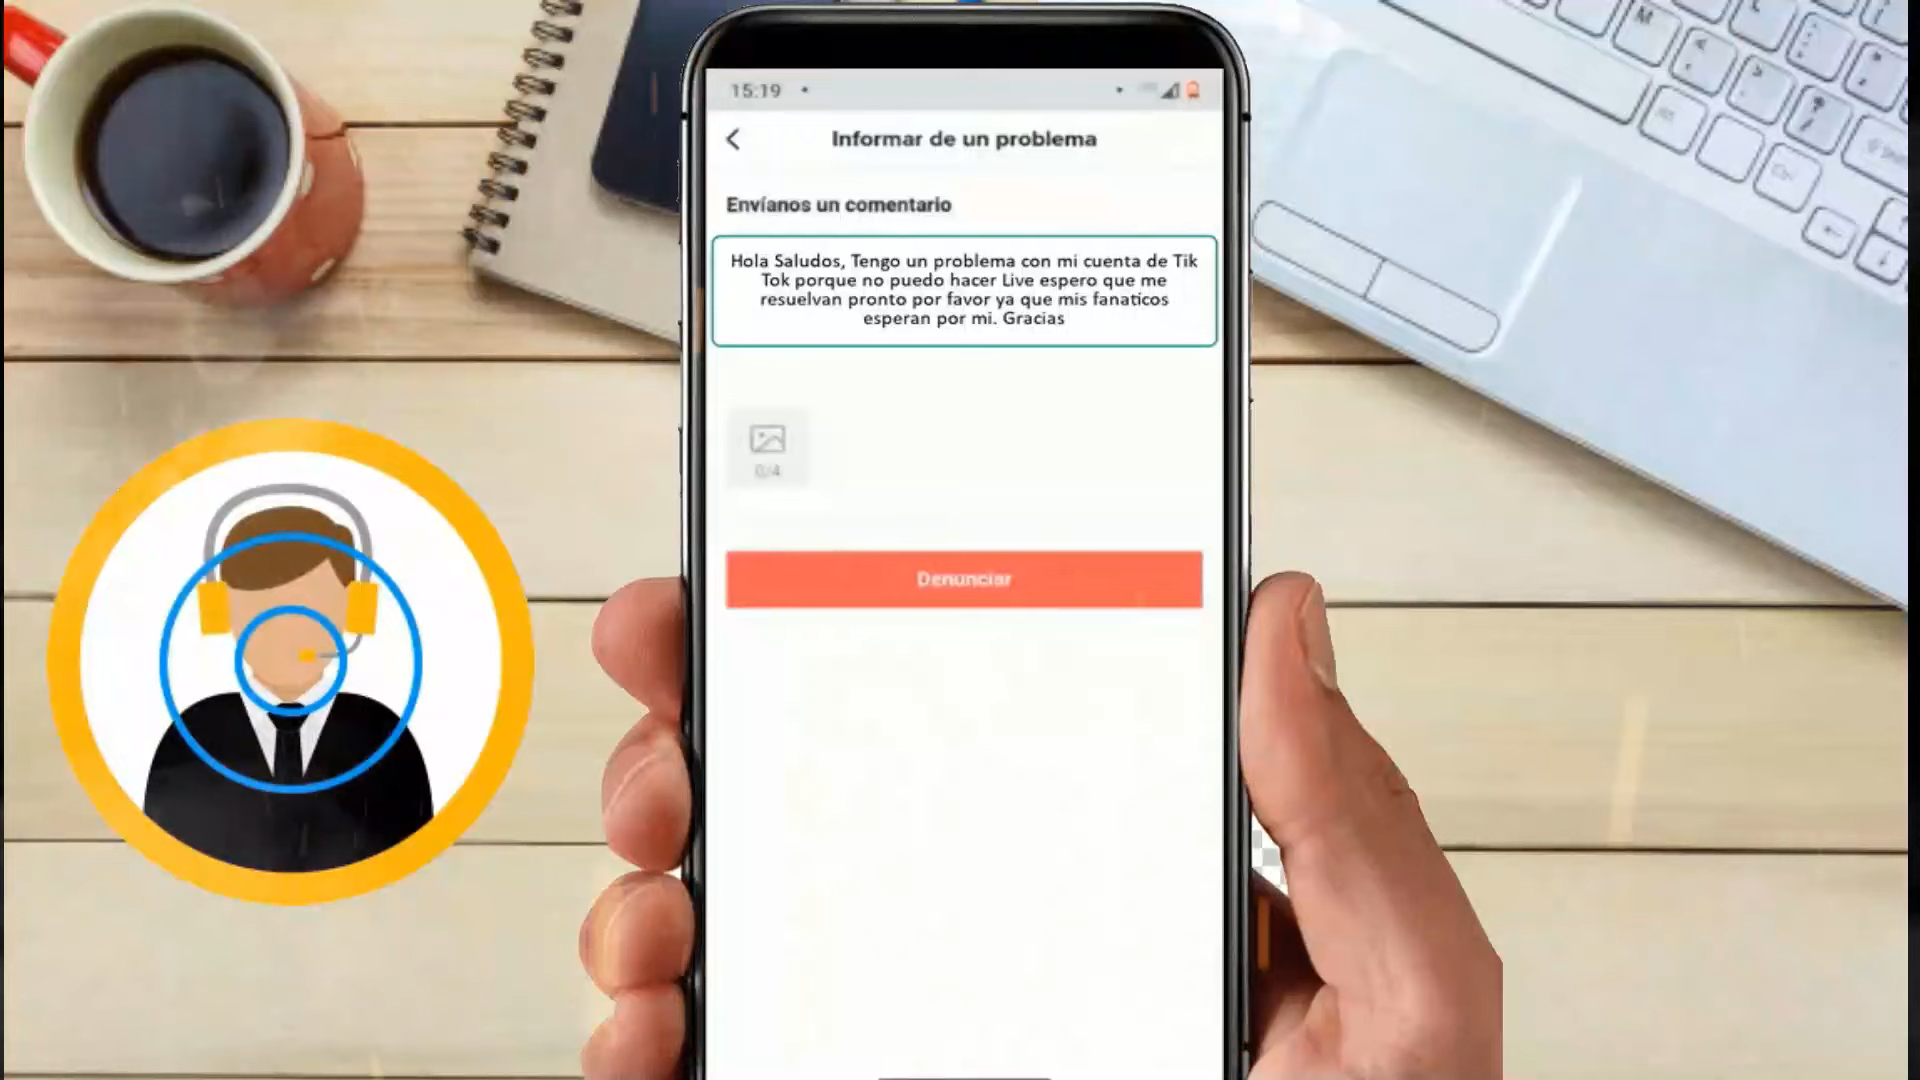 15:19
Informar de un problema
Envíanos un comentario
Hola Saludos, Tengo un problema con mi cuenta de Tik
Tok porque no puedo hacer Live espero que me
resuelvan pronto por favor ya que mis fanaticos
esperan por mi. Gracias
0/4
Denunciar